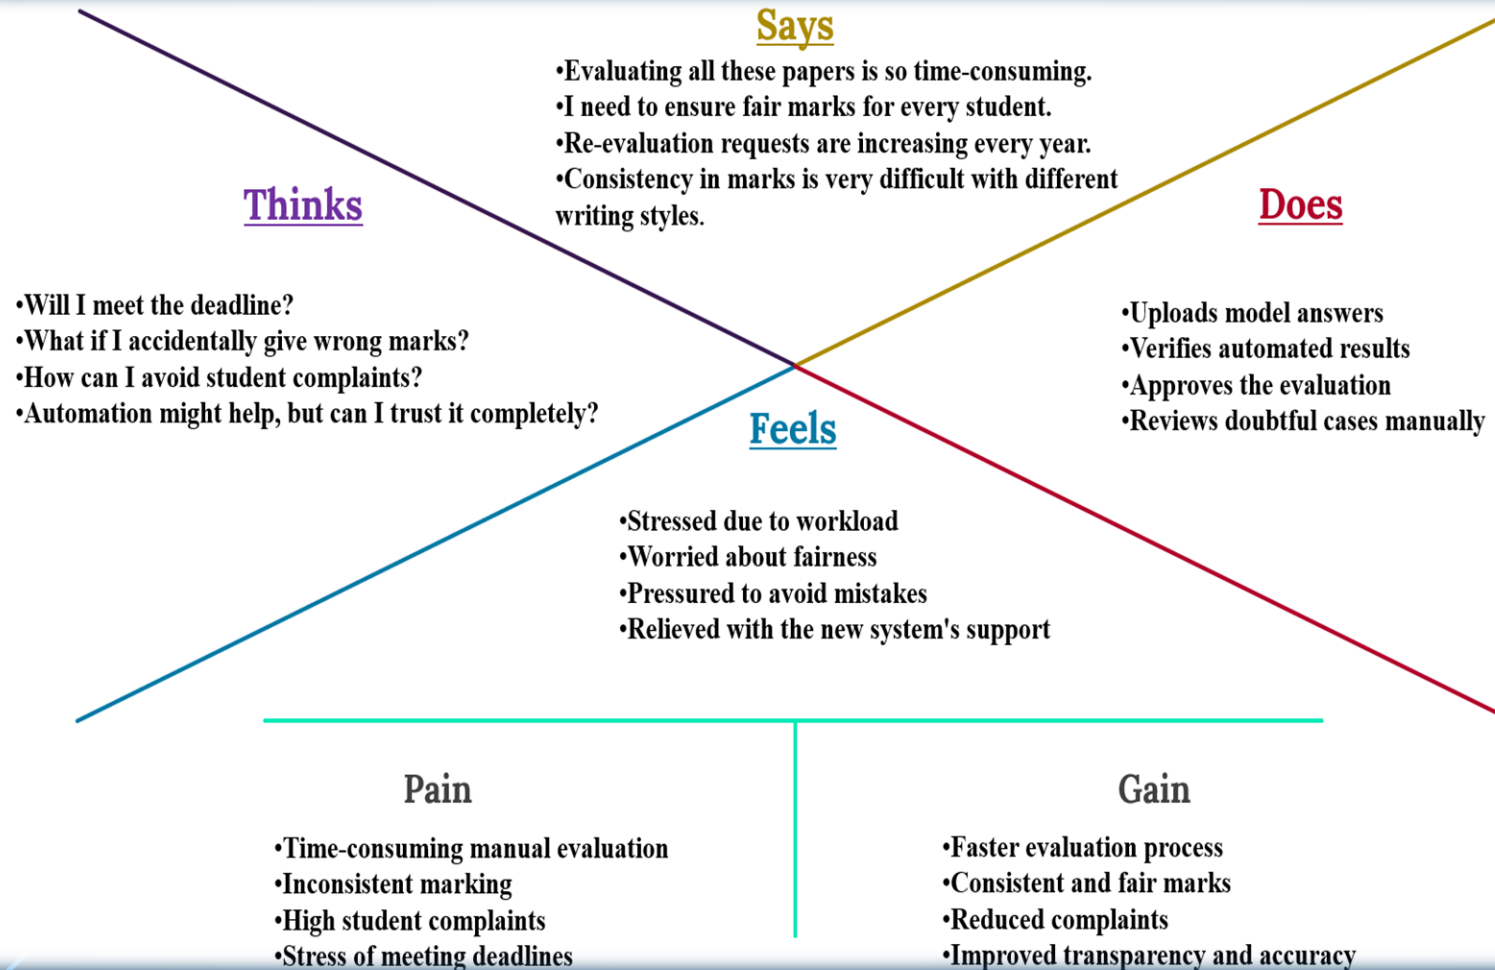 Says
•Evaluating all these papers is so time-consuming.
•I need to ensure fair marks for every student.
•Re-evaluation requests are increasing every year.
•Consistency in marks is very difficult with different
writing styles.
Thinks
•Will I meet the deadline?
•What if I accidentally give wrong marks?
•How can I avoid student complaints?
•Automation might help, but can I trust it completely?
Does
•Uploads model answers
•Verifies automated results
•Approves the evaluation
•Reviews doubtful cases manually
Feels
•Stressed due to workload
•Worried about fairness
•Pressured to avoid mistakes
•Relieved with the new system's support
Pain
•Time-consuming manual evaluation
•Inconsistent marking
•High student complaints
•Stress of meeting deadlines
Gain
•Faster evaluation process
•Consistent and fair marks
•Reduced complaints
•Improved transparency and accuracy